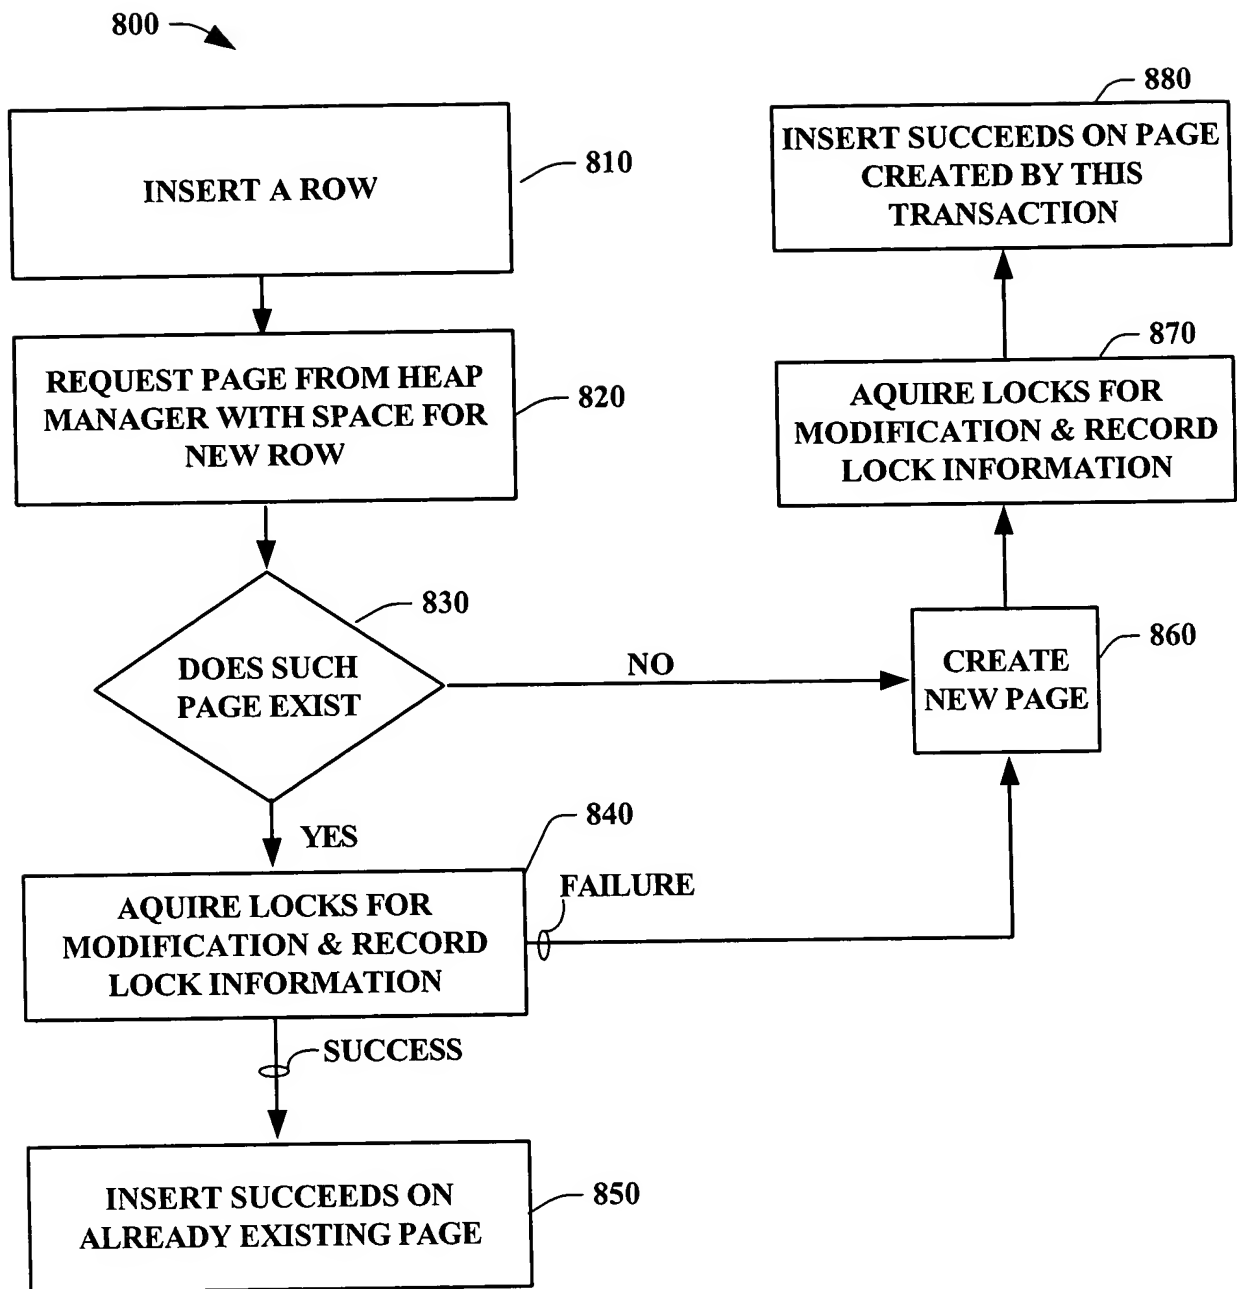 800
INSERT A ROW
810
REQUEST PAGE FROM HEAP
MANAGER WITH SPACE FOR
NEW ROW
820
DOES SUCH
PAGE EXIST
830
NO
YES
AQUIRE LOCKS FOR
MODIFICATION & RECORD
LOCK INFORMATION
840
FAILURE
SUCCESS
INSERT SUCCEEDS ON
ALREADY EXISTING PAGE
850
CREATE
NEW PAGE
860
AQUIRE LOCKS FOR
MODIFICATION & RECORD
LOCK INFORMATION
870
INSERT SUCCEEDS ON PAGE
CREATED BY THIS
TRANSACTION
880